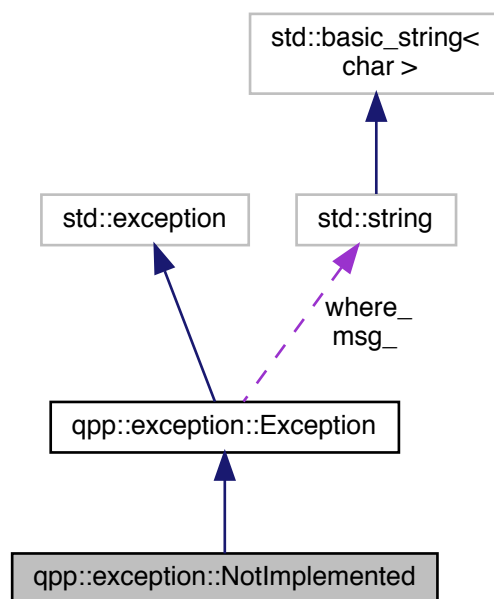 std::basic_string<
char >
std::exception
std::string
where_
msg_
qpp::exception::Exception
qpp::exception::NotImplemented